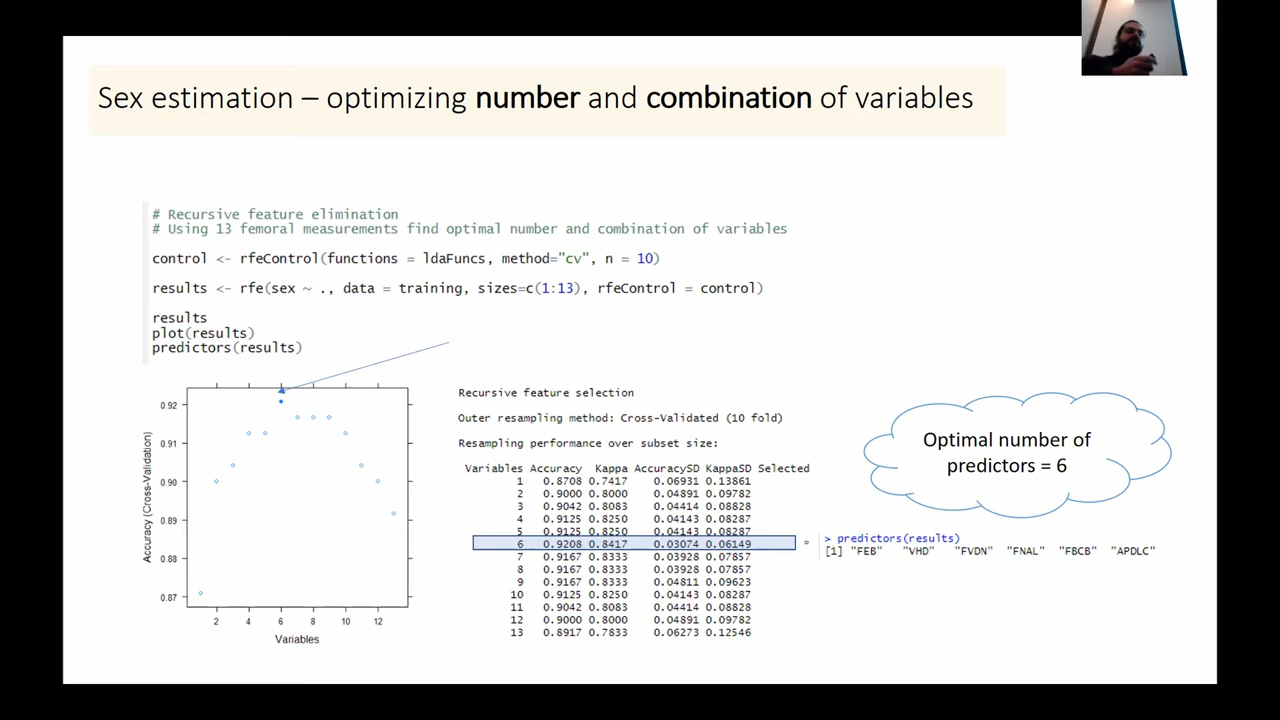 Sex estimation – optimizing number and combination of variables
# Recursive feature elimination
# Using 13 femoral measurements find optimal number and combination of variables
control <- rfeControl(functions = ldaFuncs, method="cv", n = 10)
results <- rfe(sex ~ ., data = training, sizes=c(1:13), rfeControl = control)
results
plot(results)
predictors(results)
0.92
0.91
0.90
0.89
0.88
0.87
Accuracy (Cross-Validation)
2 4 6 8 10 12
Variables
Recursive feature selection
Outer resampling method: Cross-Validated (10 fold)
Resampling performance over subset size:
Variables Accuracy Kappa AccuracySD KappaSD Selected
1 0.8708 0.7417 0.06931 0.13861
2 0.9000 0.8000 0.04891 0.09782
3 0.9042 0.8083 0.04414 0.08828
4 0.9125 0.8250 0.04143 0.08287
5 0.9125 0.8250 0.04143 0.08287
6 0.9208 0.8417 0.03074 0.06149 *
7 0.9167 0.8333 0.03928 0.07857
8 0.9167 0.8333 0.03928 0.07857
9 0.9167 0.8333 0.04811 0.09623
10 0.9125 0.8250 0.04143 0.08287
11 0.9042 0.8083 0.04414 0.08828
12 0.9000 0.8000 0.04891 0.09782
13 0.8917 0.7833 0.06273 0.12546
Optimal number of
predictors = 6
> predictors(results)
[1] "FEB" "VHD" "FVDN" "FNAL" "FBCB" "APDLC"